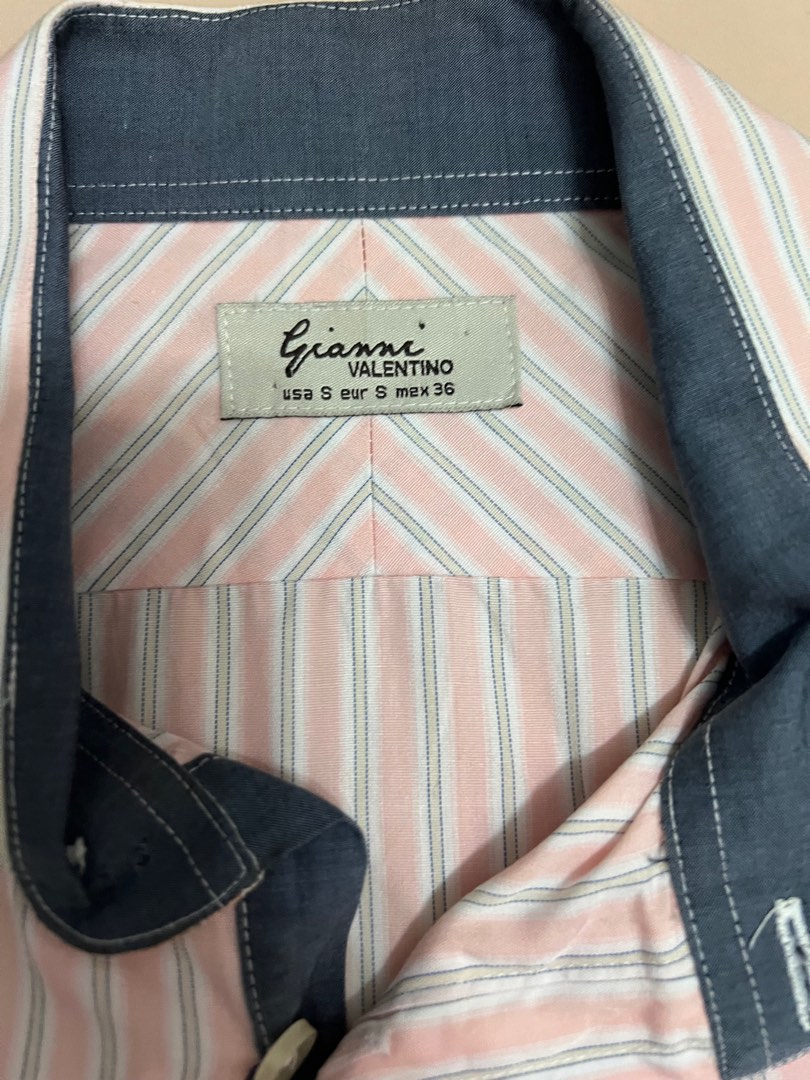 Gianni
VALENTINO
usa S eur S mex 36